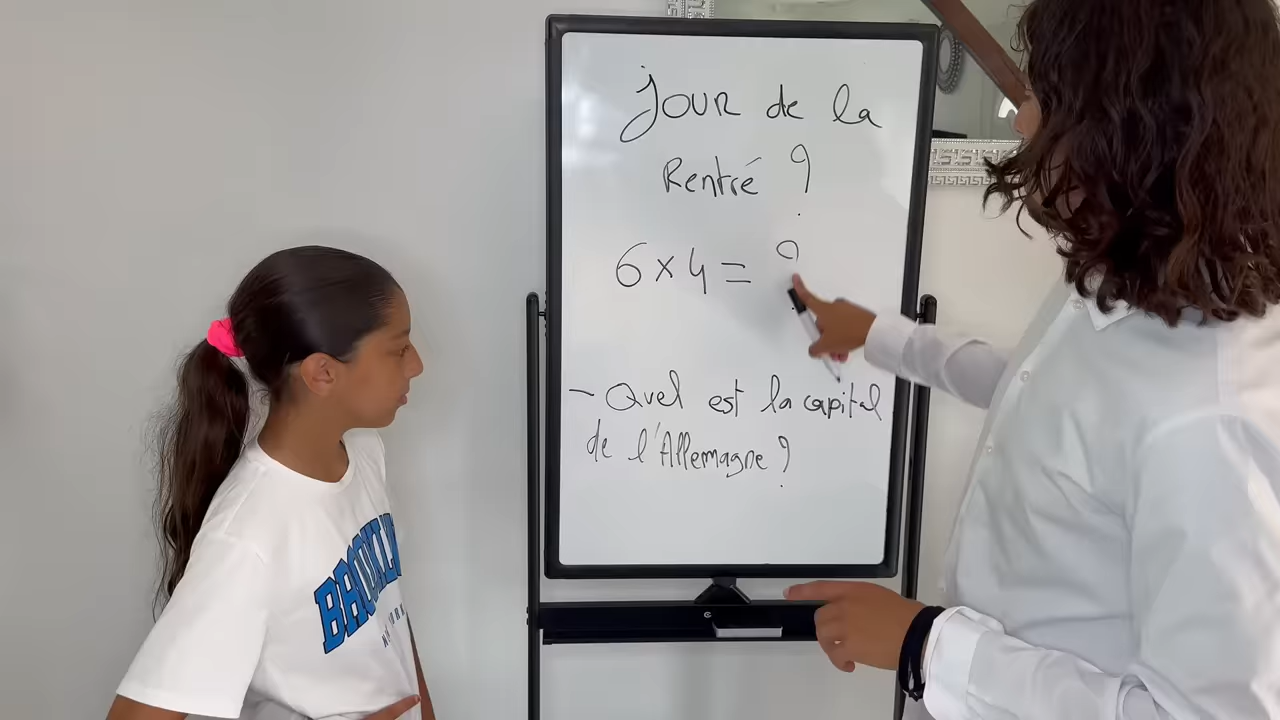 Jour de la
Rentré ?
6 x 4 = ?
- Quel est la capital
de l'Allemagne ?
BROOKLYN